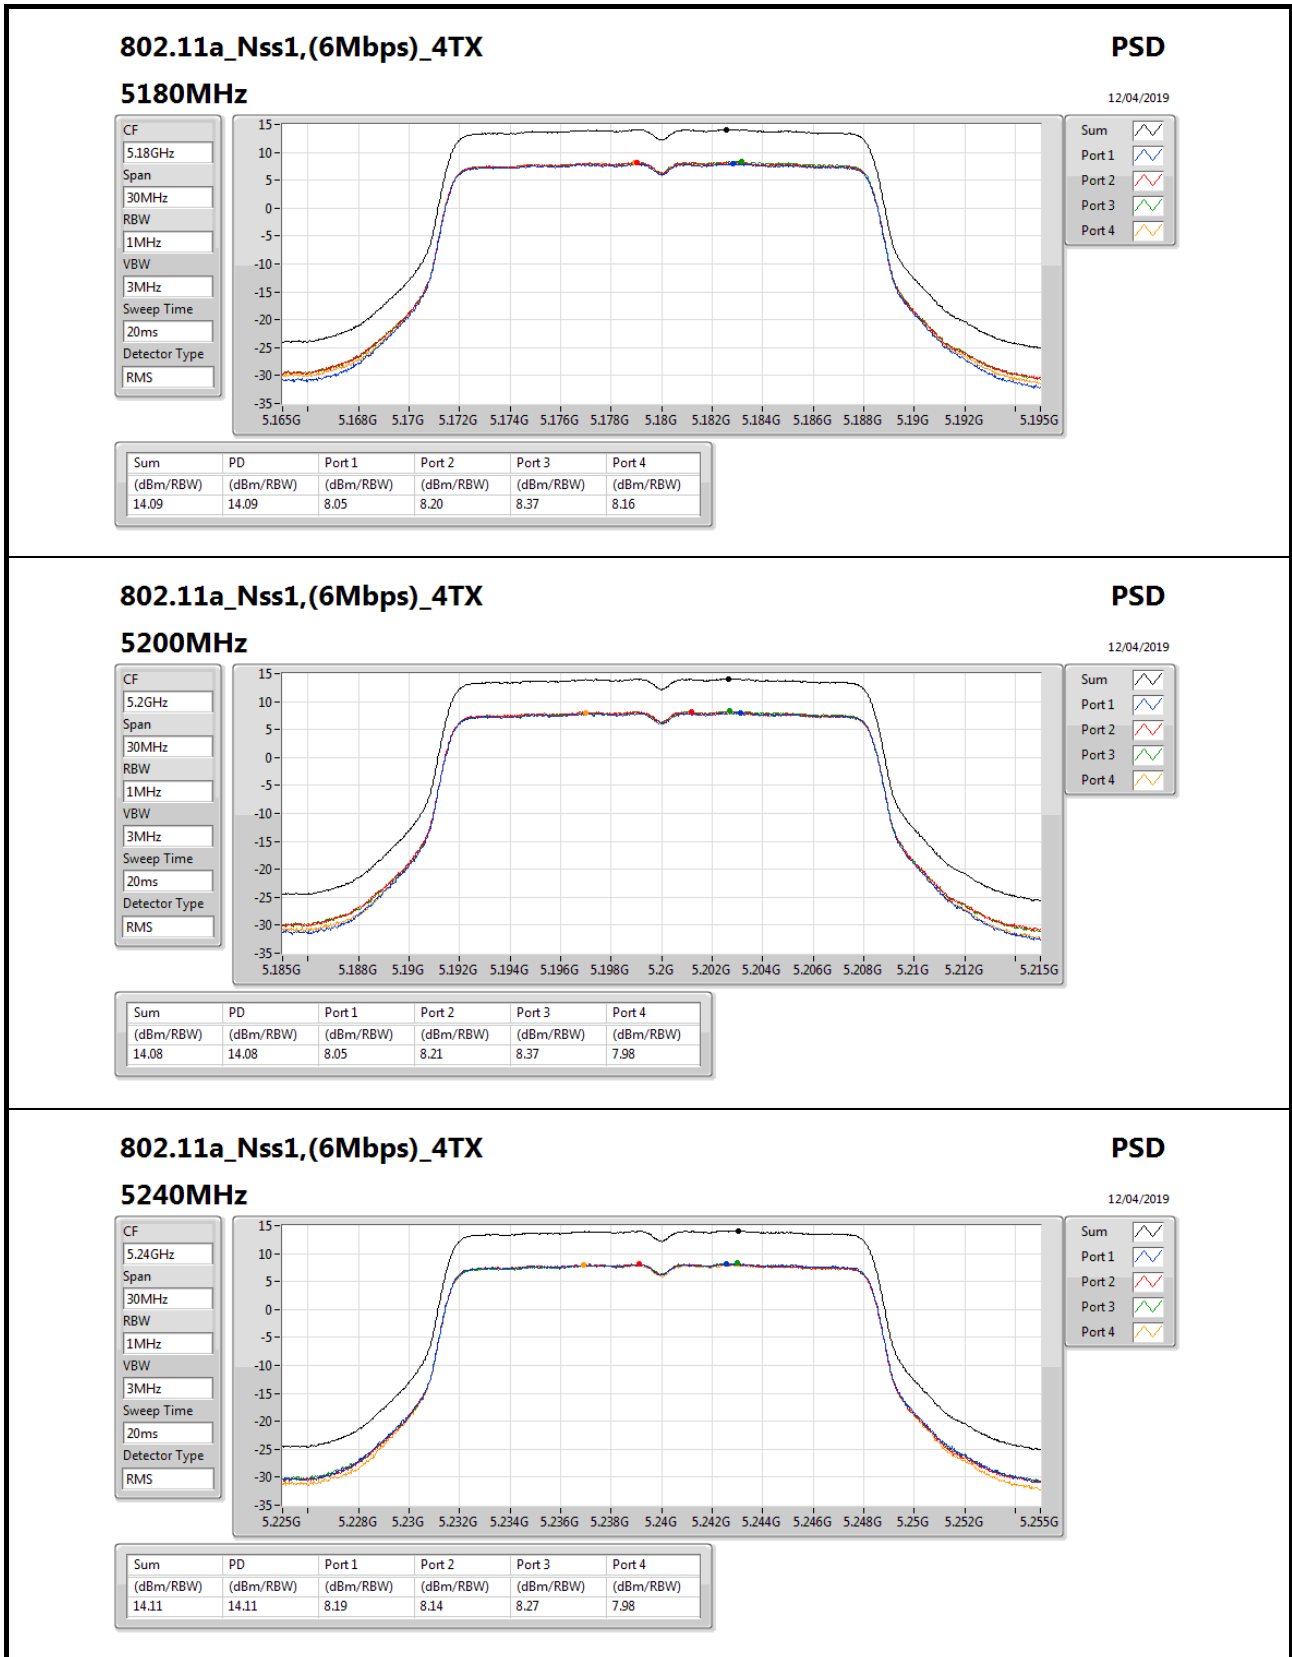 802.11a_Nss1,(6Mbps)_4TX PSD
5180MHz 12/04/2019
CF
5.18GHz
Span
30MHz
RBW
1MHz
VBW
3MHz
Sweep Time
20ms
Detector Type
RMS
15
10
5
0
-5
-10
-15
-20
-25
-30
-35
5.165G 5.168G 5.17G 5.172G 5.174G 5.176G 5.178G 5.18G 5.182G 5.184G 5.186G 5.188G 5.19G 5.192G 5.195G
Sum
Port 1
Port 2
Port 3
Port 4
Sum PD Port 1 Port 2 Port 3 Port 4
(dBm/RBW) (dBm/RBW) (dBm/RBW) (dBm/RBW) (dBm/RBW) (dBm/RBW)
14.09 14.09 8.05 8.20 8.37 8.16
802.11a_Nss1,(6Mbps)_4TX PSD
5200MHz 12/04/2019
CF
5.2GHz
Span
30MHz
RBW
1MHz
VBW
3MHz
Sweep Time
20ms
Detector Type
RMS
15
10
5
0
-5
-10
-15
-20
-25
-30
-35
5.185G 5.188G 5.19G 5.192G 5.194G 5.196G 5.198G 5.2G 5.202G 5.204G 5.206G 5.208G 5.21G 5.212G 5.215G
Sum
Port 1
Port 2
Port 3
Port 4
Sum PD Port 1 Port 2 Port 3 Port 4
(dBm/RBW) (dBm/RBW) (dBm/RBW) (dBm/RBW) (dBm/RBW) (dBm/RBW)
14.08 14.08 8.05 8.21 8.37 7.98
802.11a_Nss1,(6Mbps)_4TX PSD
5240MHz 12/04/2019
CF
5.24GHz
Span
30MHz
RBW
1MHz
VBW
3MHz
Sweep Time
20ms
Detector Type
RMS
15
10
5
0
-5
-10
-15
-20
-25
-30
-35
5.225G 5.228G 5.23G 5.232G 5.234G 5.236G 5.238G 5.24G 5.242G 5.244G 5.246G 5.248G 5.25G 5.252G 5.255G
Sum
Port 1
Port 2
Port 3
Port 4
Sum PD Port 1 Port 2 Port 3 Port 4
(dBm/RBW) (dBm/RBW) (dBm/RBW) (dBm/RBW) (dBm/RBW) (dBm/RBW)
14.11 14.11 8.19 8.14 8.27 7.98